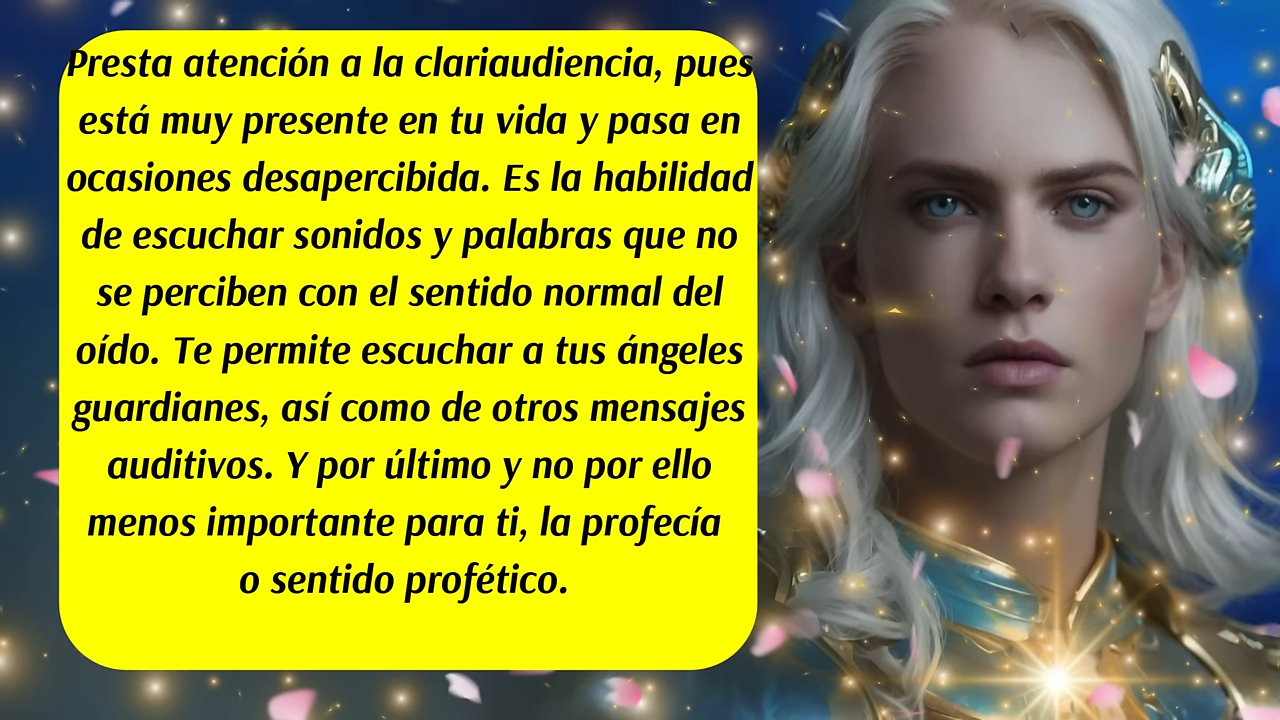 Presta atención a la clariaudiencia, pues
está muy presente en tu vida y pasa en
ocasiones desapercibida. Es la habilidad
de escuchar sonidos y palabras que no
se perciben con el sentido normal del
oído. Te permite escuchar a tus ángeles
guardianes, así como de otros mensajes
auditivos. Y por último y no por ello
menos importante para ti, la profecía
o sentido profético.